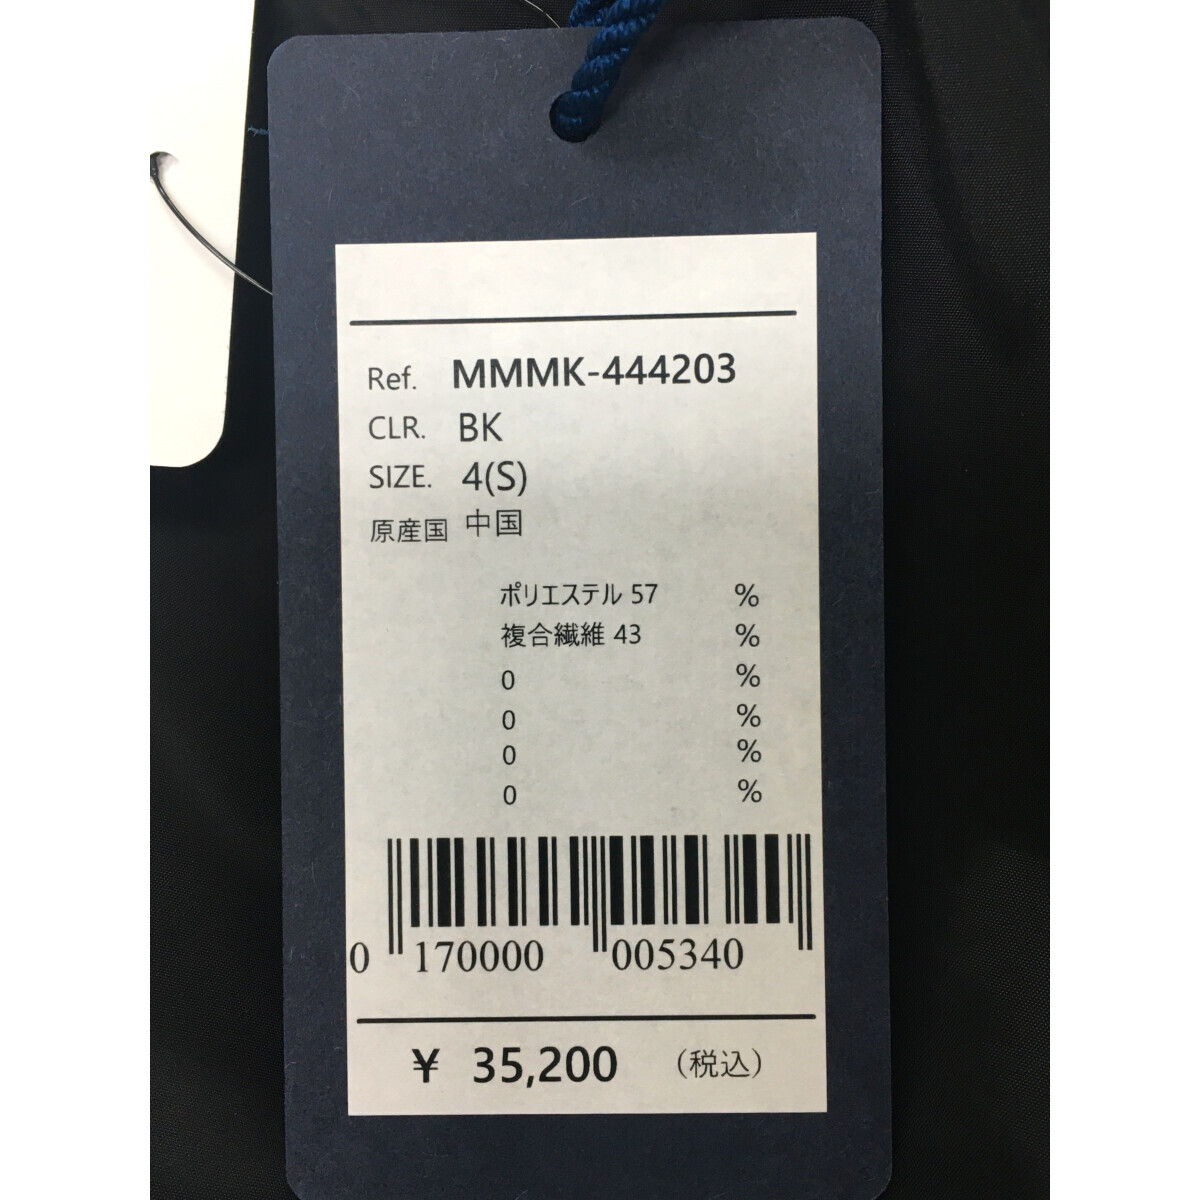 Ref. MMMK-444203
CLR. BK
SIZE. 4(S)
原産国 中国
ポリエステル 57 %
複合繊維 43 %
0 %
0 %
0 %
0 %
0 170000 005340
¥ 35,200 (税込)